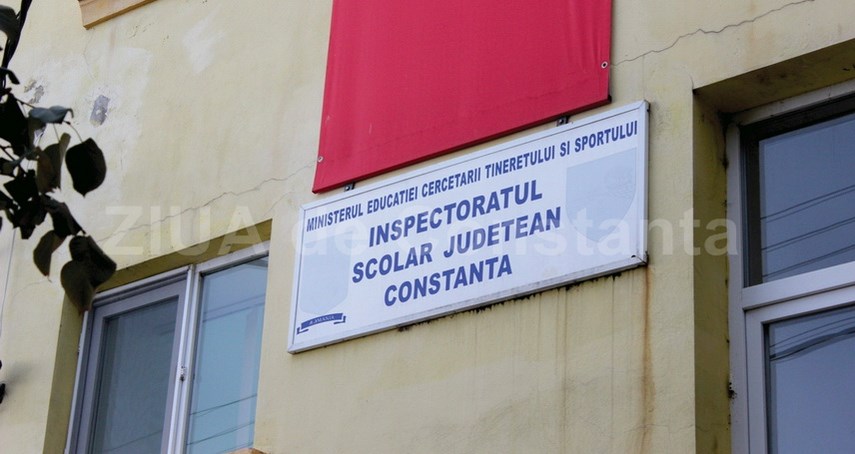 MINISTERUL EDUCATIEI CERCETARII TINERETULUI SI SPORTULUI
INSPECTORATUL
SCOLAR JUDETEAN
CONSTANTA
ZIUA de Constanta